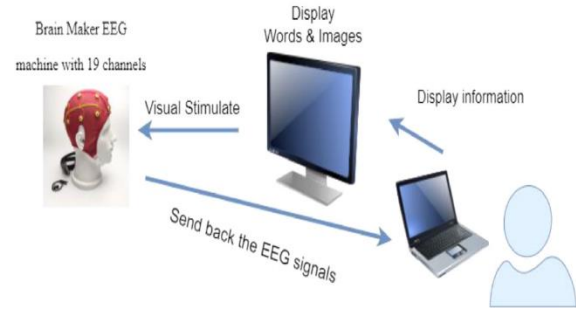 Brain Maker EEG
machine with 19 channels
Display
Words & Images
Visual Stimulate
Display information
Send back the EEG signals